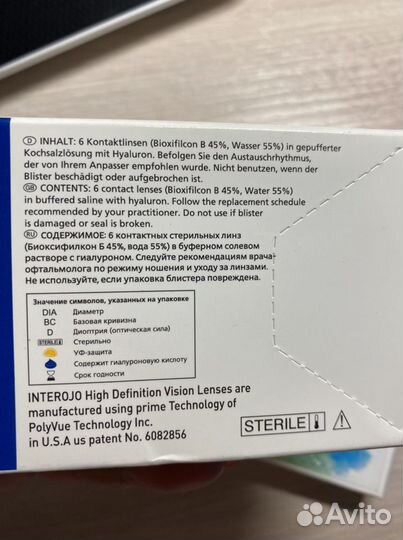 D INHALT: 6 Kontaktlinsen (Bioxifilcon B 45%, Wasser 55%) in gepufferter
Kochsalzlösung mit Hyaluron. Befolgen Sie den Austauschrhythmus,
der von Ihrem Anpasser empfohlen wurde. Nicht benutzen, wenn der
Blister beschädigt oder aufgebrochen ist.
GB CONTENTS: 6 contact lenses (Bioxifilcon B 45%, Water 55%)
in buffered saline with hyaluron. Follow the replacement schedule
recommended by your practitioner. Do not use if blister
is damaged or seal is broken.
RU СОДЕРЖИМОЕ: 6 контактных стерильных линз
(Биоксифилкон Б 45%, вода 55%) в буферном солевом
растворе с гиалуроном. Следуйте рекомендациям врача-
офтальмолога по режиму ношения и уходу за линзами.
Не используйте, если упаковка блистера повреждена.
Значение символов, указанных на упаковке
DIA Диаметр
BC Базовая кривизна
D Диоптрия (оптическая сила)
STERILE Стерильно
УФ-защита
Содержит гиалуроновую кислоту
Срок годности
INTEROJO High Definition Vision Lenses are
manufactured using prime Technology of
PolyVue Technology Inc.
in U.S.A us patent No. 6082856
STERILE
Avito